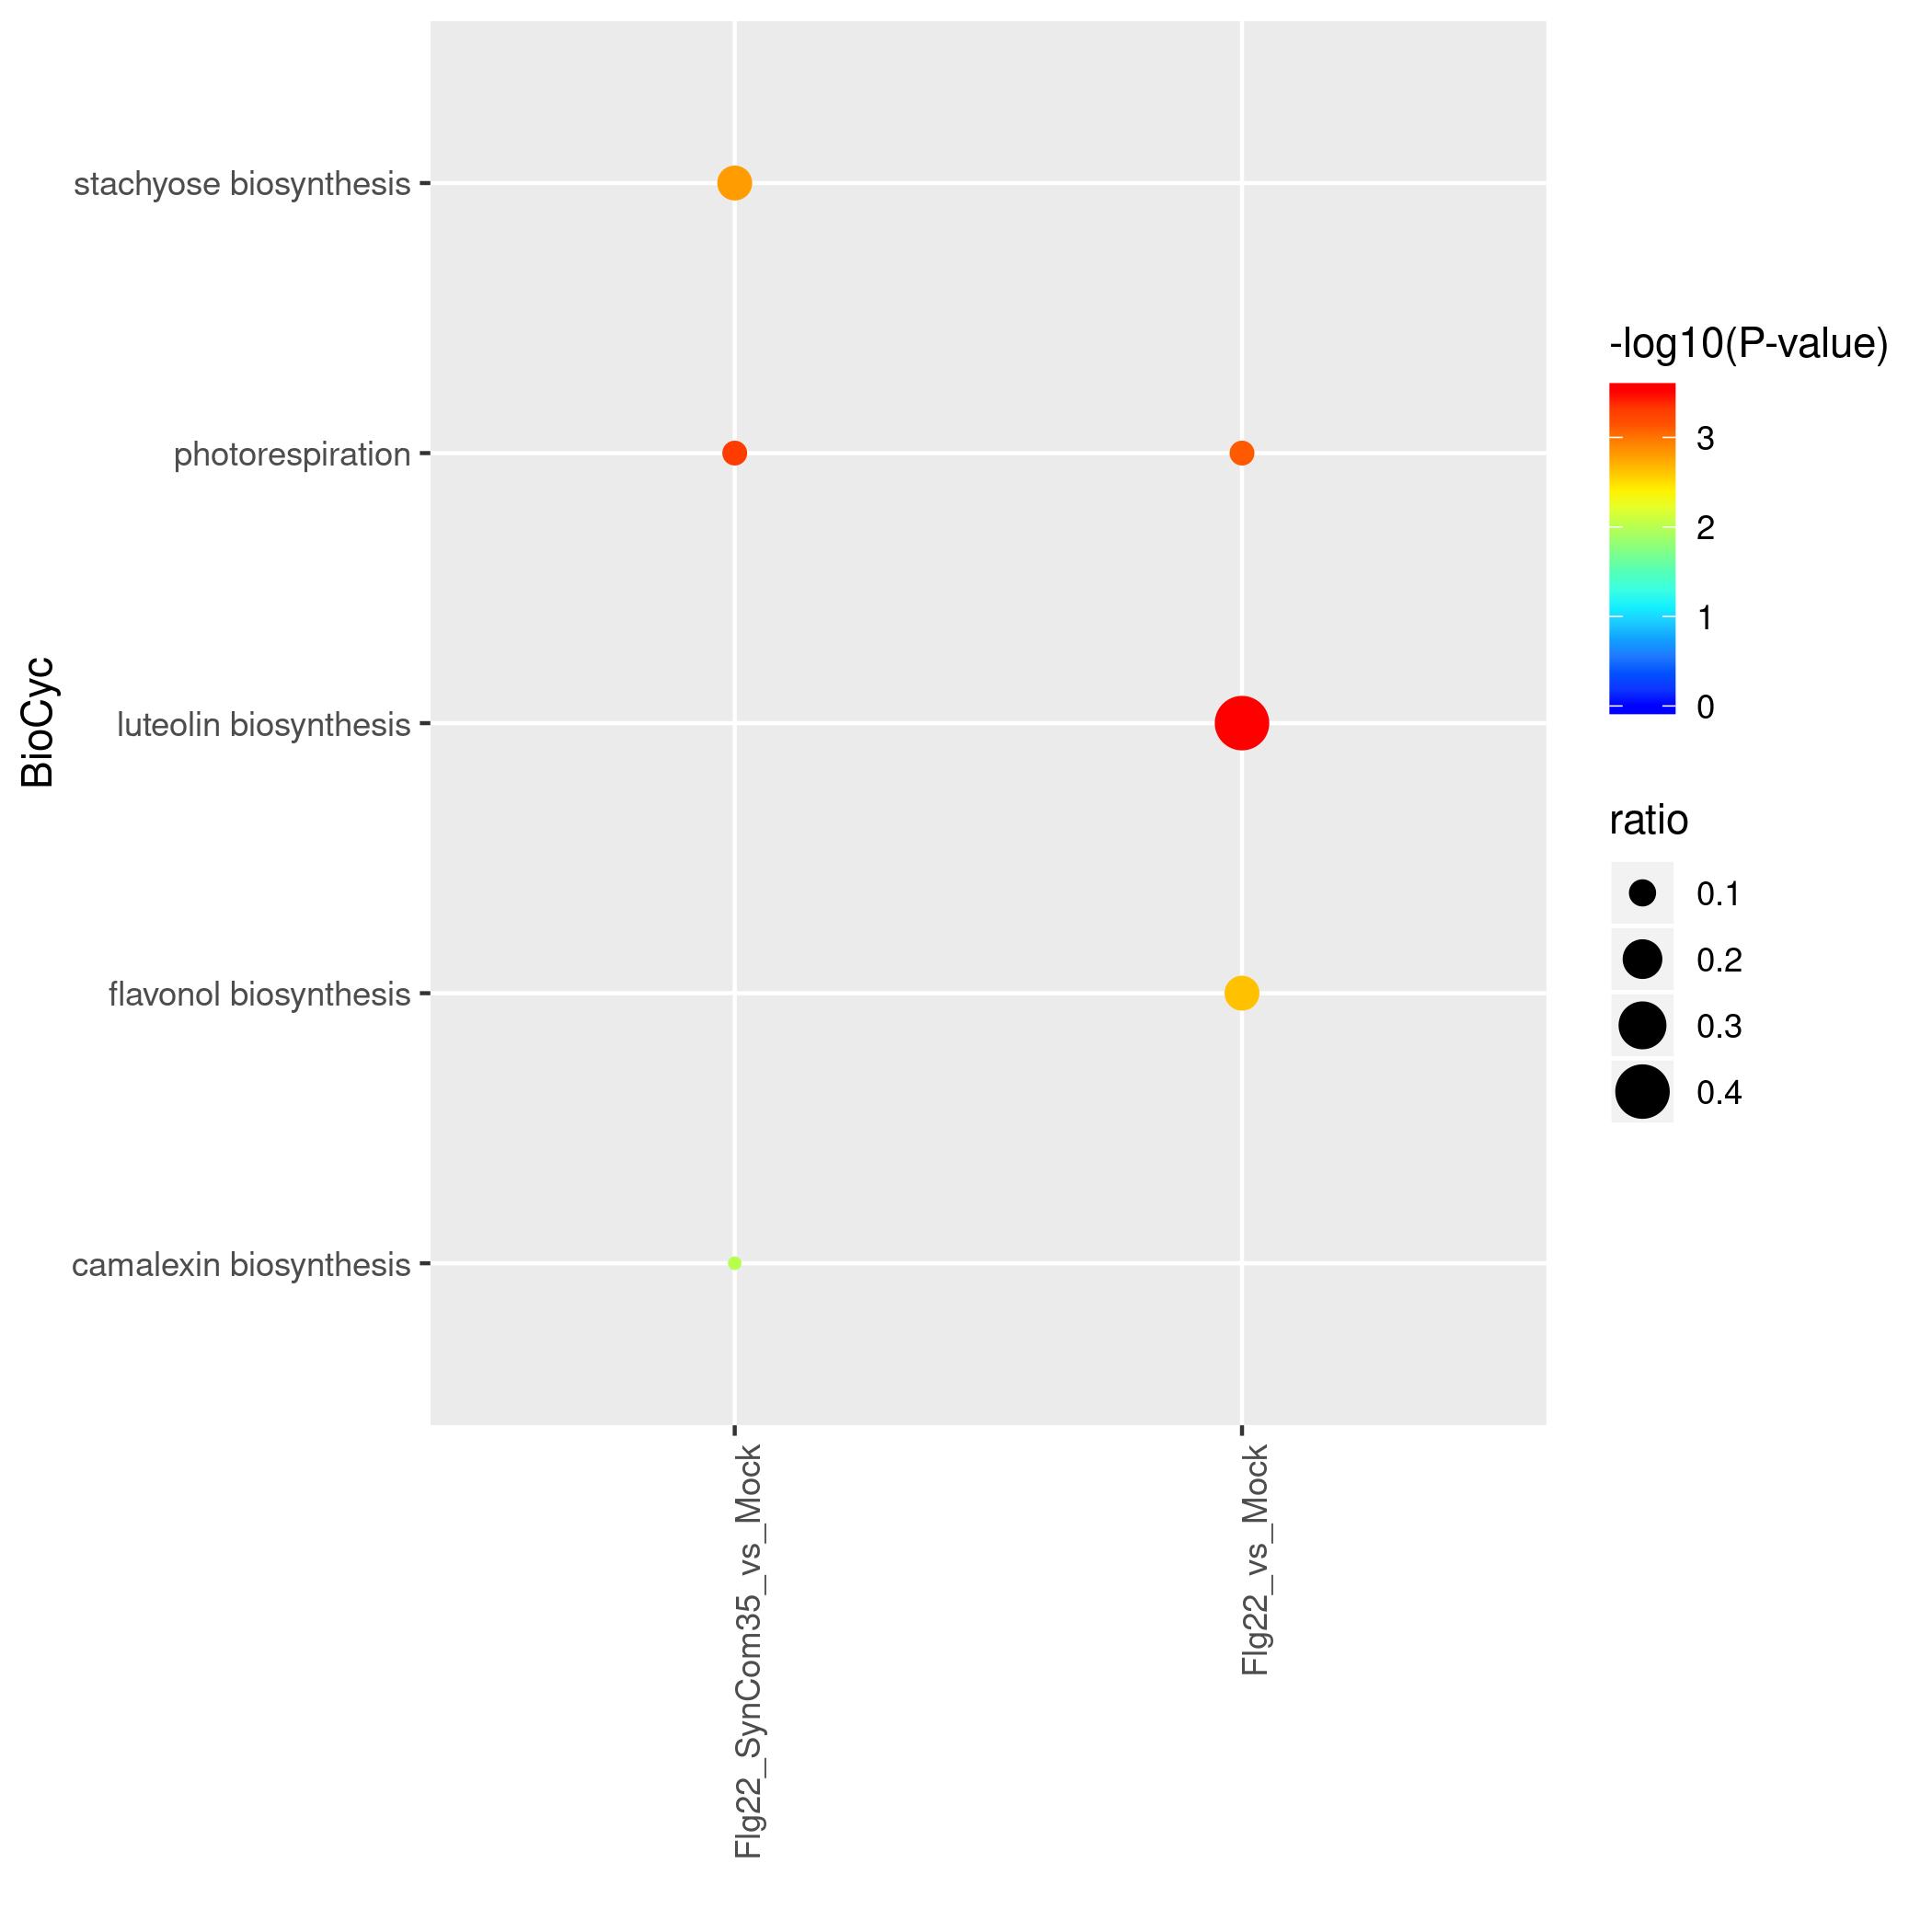 BioCyc
stachyose biosynthesis
photorespiration
luteolin biosynthesis
flavonol biosynthesis
camalexin biosynthesis
Flg22_SynCom35_vs_Mock
Flg22_vs_Mock
-log10(P-value)
3
2
1
0
ratio
0.1
0.2
0.3
0.4